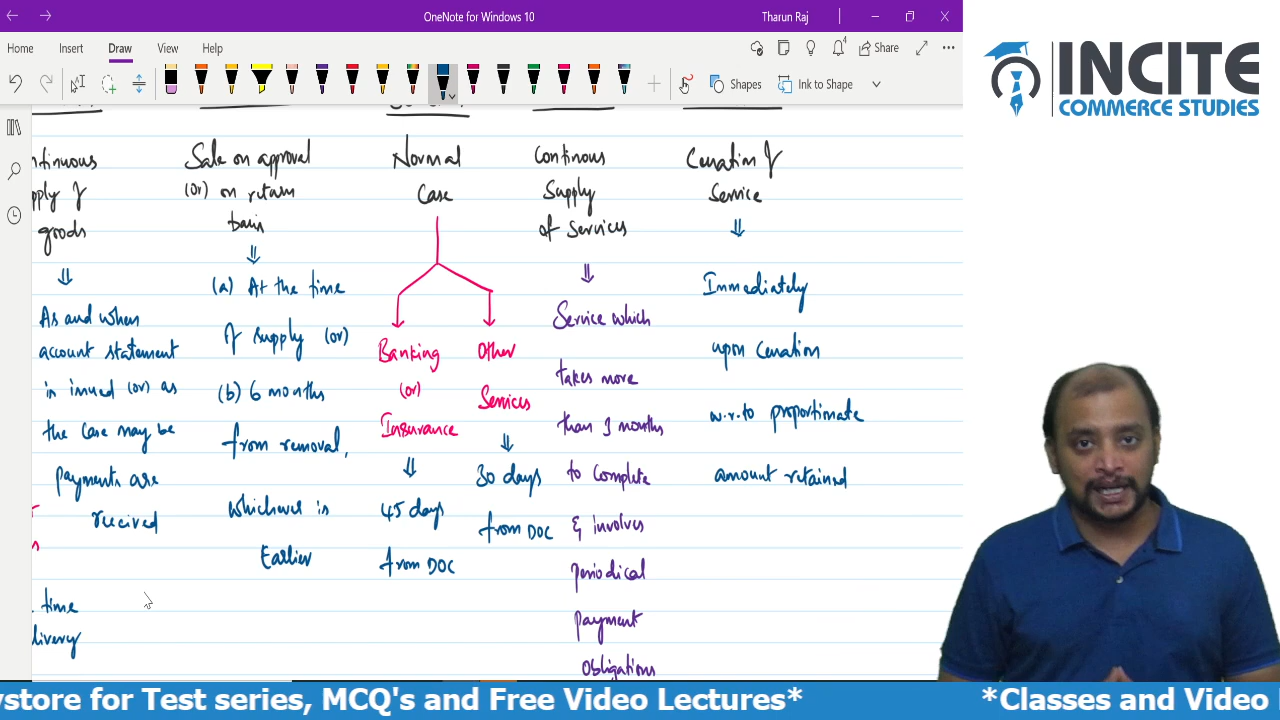 OneNote for Windows 10
Tharun Raj
Home Insert Draw View Help
4
Share
Shapes
Ink to Shape
INCITE
COMMERCE STUDIES
ntinuous
pply of
goods
⇓
As and when
account statement
is issued (or) as
the case may be
payments are
received
time
livery
Sale on approval
(or) on return
basis
⇓
(a) At the time
of supply (or)
(b) 6 months
from removal,
whichever is
Earlier
Normal
Case
Banking
(or)
Insurance
⇓
45 days
from DOC
Other
Services
⇓
30 days
from DOC
Continous
Supply
of Services
⇓
Service which
takes more
than 3 months
to complete
& involves
periodical
payment
obligations
Cessation of
Service
⇓
Immediately
upon Cessation
w.r.to proportinate
amount retained
ystore for Test series, MCQ's and Free Video Lectures*
*Classes and Video